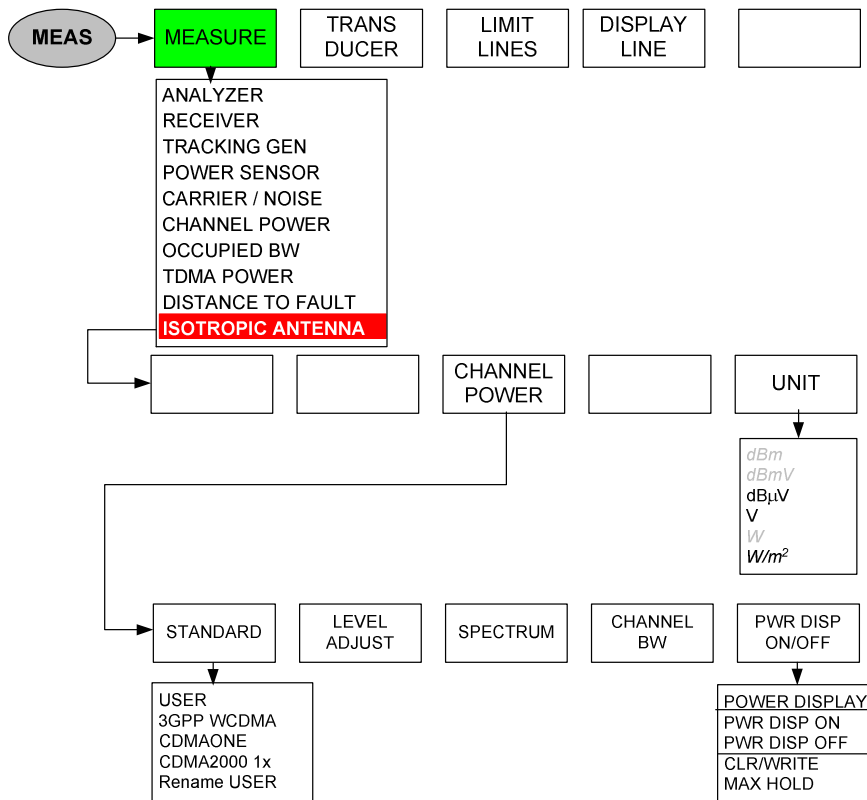 MEAS
MEASURE
TRANS
DUCER
LIMIT
LINES
DISPLAY
LINE
ANALYZER
RECEIVER
TRACKING GEN
POWER SENSOR
CARRIER / NOISE
CHANNEL POWER
OCCUPIED BW
TDMA POWER
DISTANCE TO FAULT
ISOTROPIC ANTENNA
CHANNEL
POWER
UNIT
dBm
dBmV
dBµV
V
W
W/m²
STANDARD
LEVEL
ADJUST
SPECTRUM
CHANNEL
BW
PWR DISP
ON/OFF
USER
3GPP WCDMA
CDMAONE
CDMA2000 1x
Rename USER
POWER DISPLAY
PWR DISP ON
PWR DISP OFF
CLR/WRITE
MAX HOLD